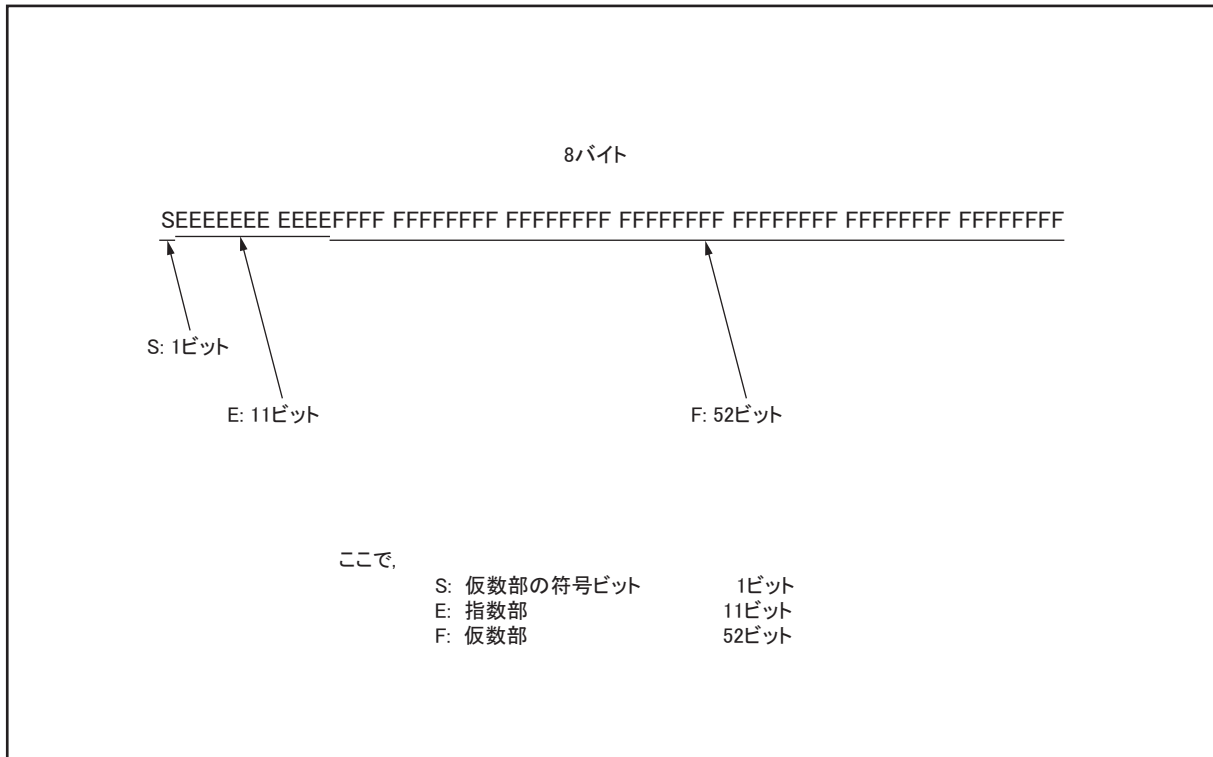 8バイト
SEEEEEEE EEEEFFFF FFFFFFFF FFFFFFFF FFFFFFFF FFFFFFFF FFFFFFFF FFFFFFFF
S: 1ビット
E: 11ビット
F: 52ビット
ここで,
S: 仮数部の符号ビット 1ビット
E: 指数部 11ビット
F: 仮数部 52ビット